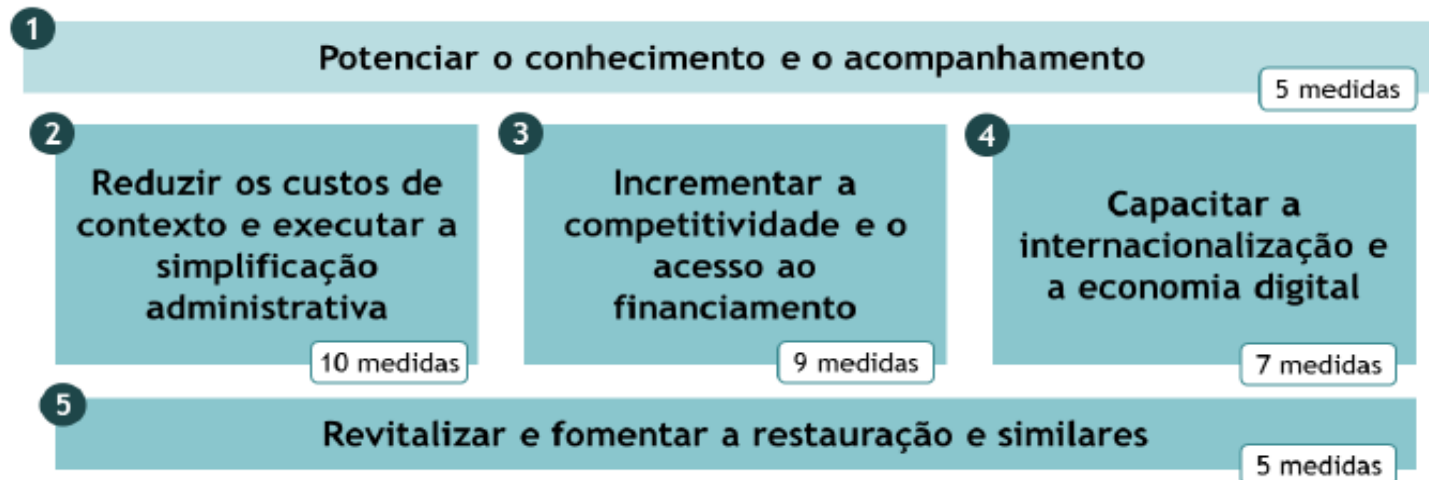 1
Potenciar o conhecimento e o acompanhamento
5 medidas
2
Reduzir os custos de
contexto e executar a
simplificação
administrativa
10 medidas
3
Incrementar a
competitividade e o
acesso ao
financiamento
9 medidas
4
Capacitar a
internacionalização e
a economia digital
7 medidas
5
Revitalizar e fomentar a restauração e similares
5 medidas